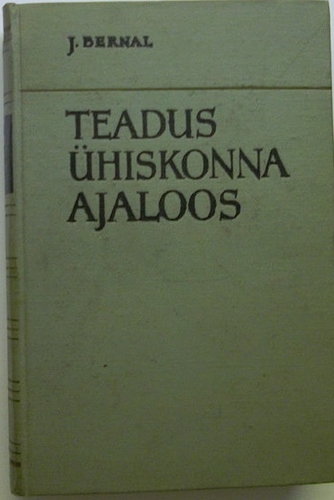 J. BERNAL
TEADUS
ÜHISKONNA
AJALOOS